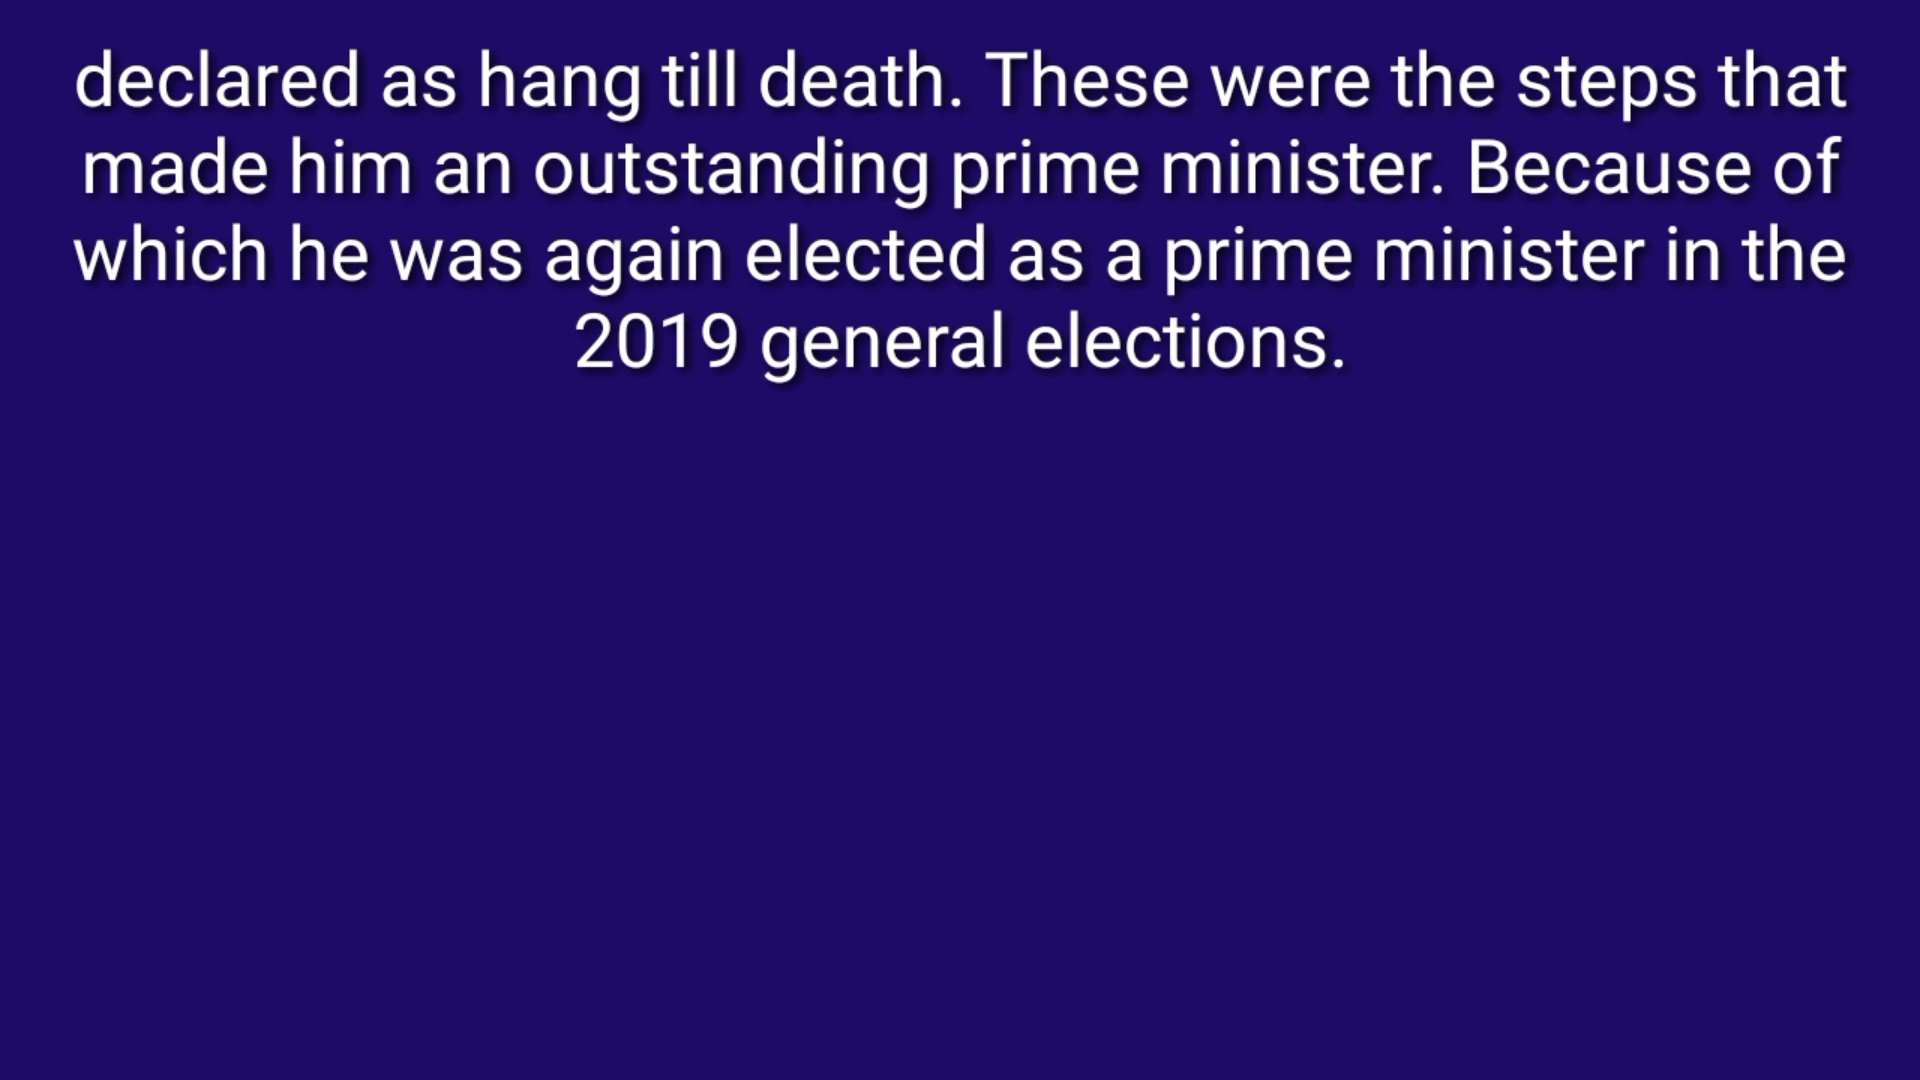 declared as hang till death. These were the steps that
made him an outstanding prime minister. Because of
which he was again elected as a prime minister in the
2019 general elections.